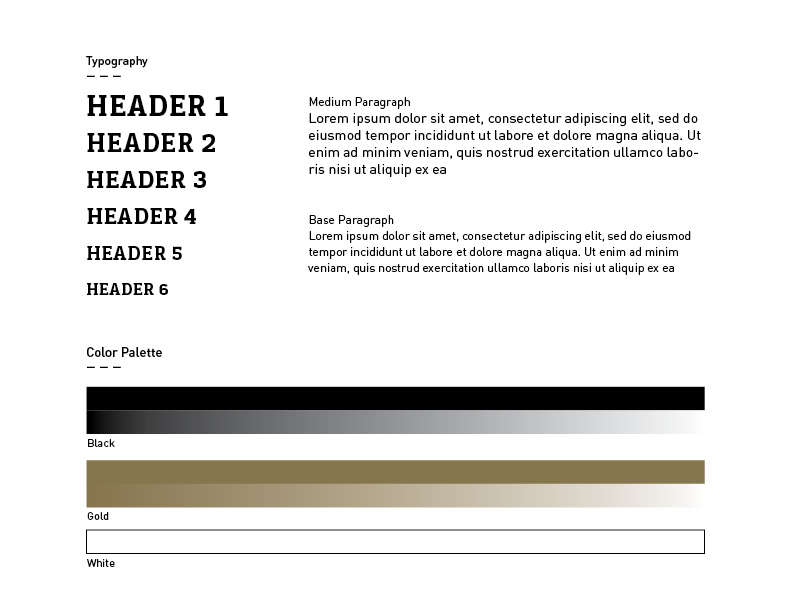 Typography
HEADER 1
HEADER 2
HEADER 3
HEADER 4
HEADER 5
HEADER 6
Medium Paragraph
Lorem ipsum dolor sit amet, consectetur adipiscing elit, sed do
eiusmod tempor incididunt ut labore et dolore magna aliqua. Ut
enim ad minim veniam, quis nostrud exercitation ullamco labo-
ris nisi ut aliquip ex ea
Base Paragraph
Lorem ipsum dolor sit amet, consectetur adipiscing elit, sed do eiusmod
tempor incididunt ut labore et dolore magna aliqua. Ut enim ad minim
veniam, quis nostrud exercitation ullamco laboris nisi ut aliquip ex ea
Color Palette
Black
Gold
White